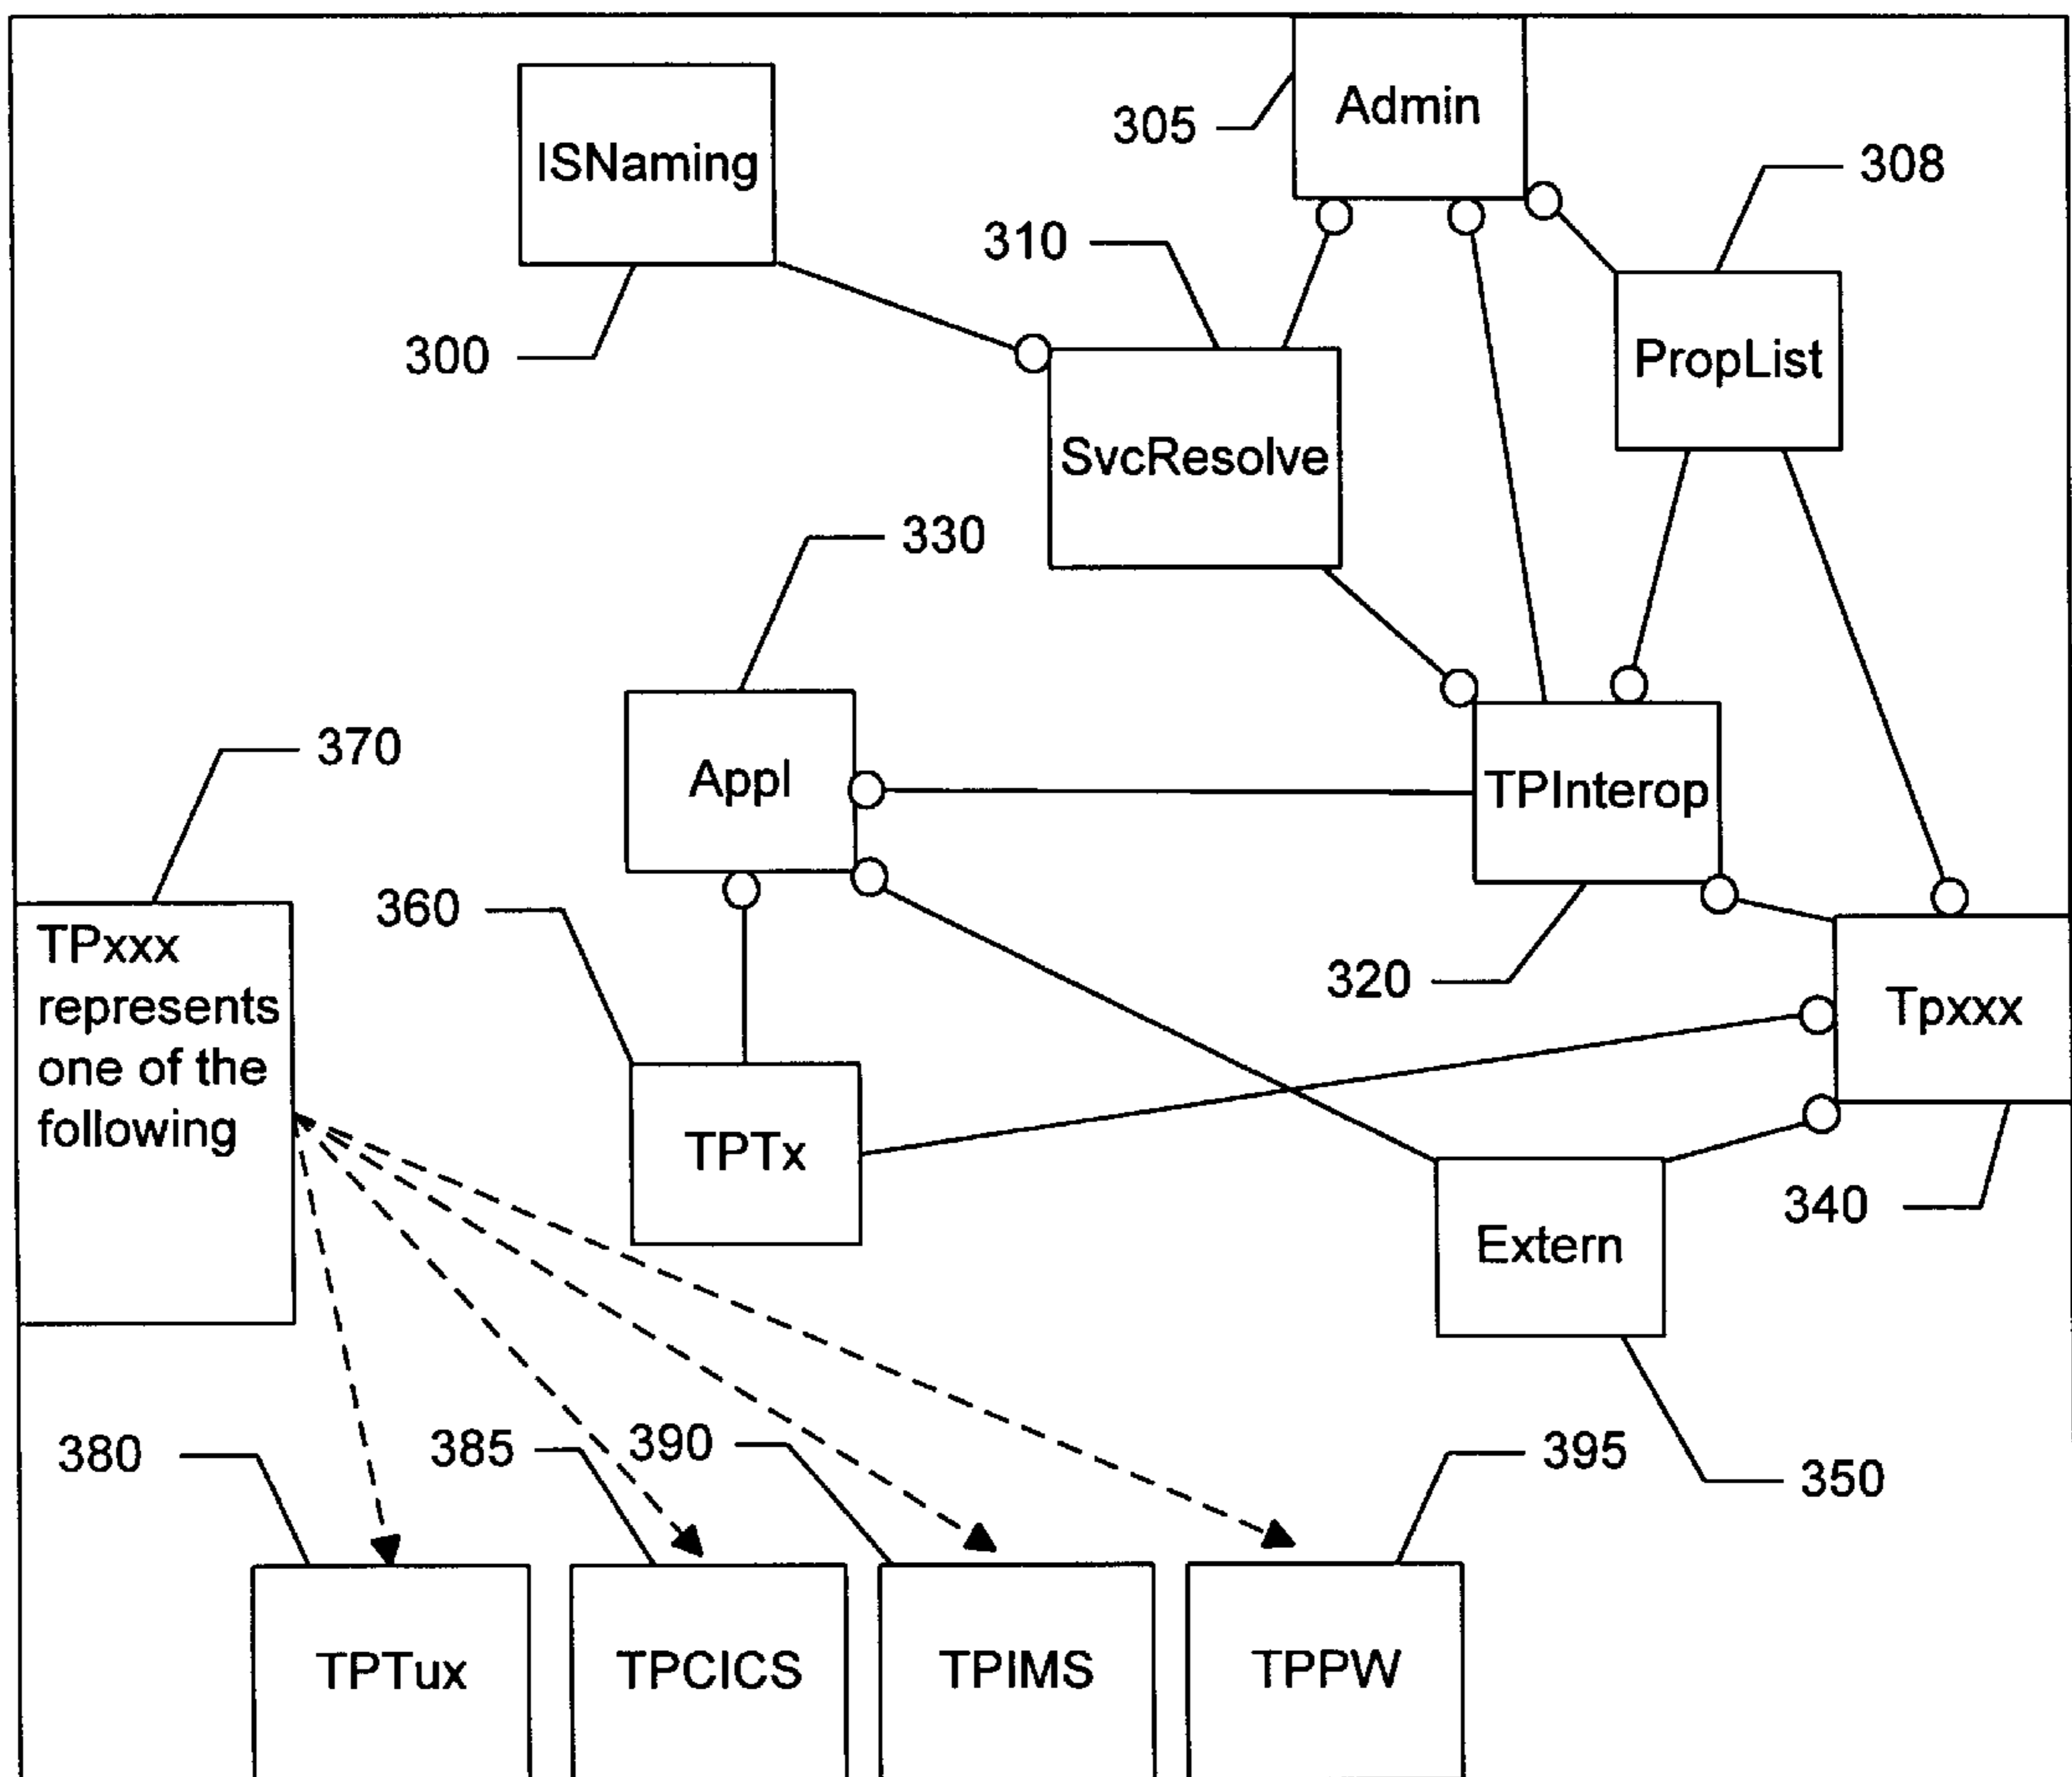 Admin
305
ISNaming
308
310
300
PropList
SvcResolve
330
370
Appl
TPInterop
360
TPxxx
represents
one of the
following
320
Tpxxx
TPTx
340
Extern
380
385
390
395
350
TPTux
TPCICS
TPIMS
TPPW